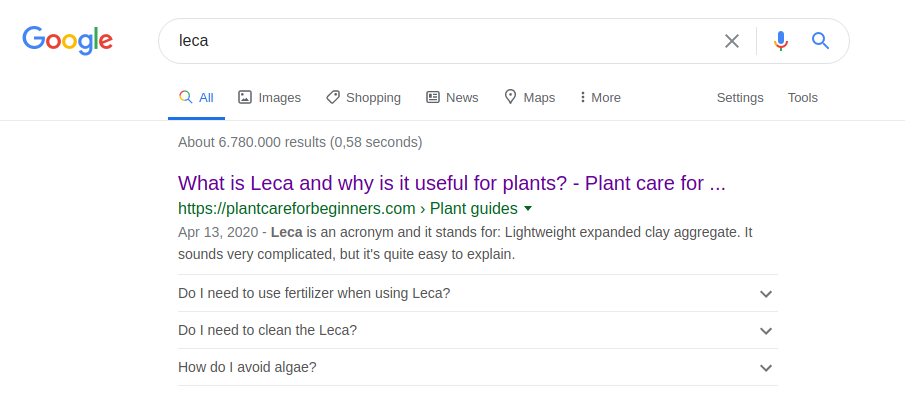 Google
leca
All Images Shopping News Maps More Settings Tools
About 6.780.000 results (0,58 seconds)
What is Leca and why is it useful for plants? - Plant care for ...
https://plantcareforbeginners.com › Plant guides
Apr 13, 2020 - Leca is an acronym and it stands for: Lightweight expanded clay aggregate. It
sounds very complicated, but it's quite easy to explain.
Do I need to use fertilizer when using Leca?
Do I need to clean the Leca?
How do I avoid algae?